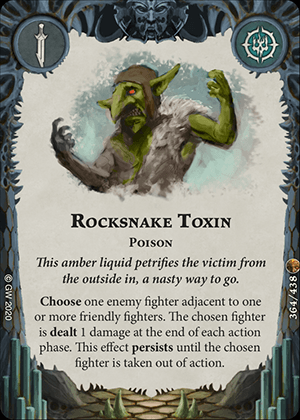 Rocksnake Toxin
Poison
This amber liquid petrifies the victim from
the outside in, a nasty way to go.
Choose one enemy fighter adjacent to one
or more friendly fighters. The chosen fighter
is dealt 1 damage at the end of each action
phase. This effect persists until the chosen
fighter is taken out of action.
© GW 2020
364/438